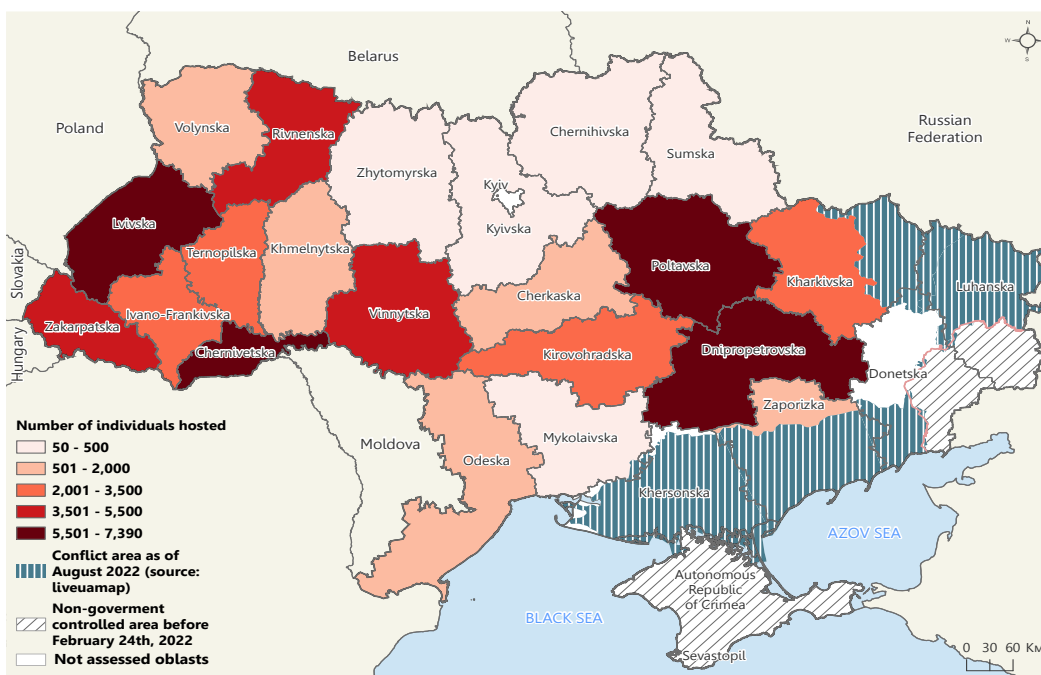 Belarus
N
W
S
Poland
Volynska
Rivnenska
Chernihivska
Russian
Federation
Sumska
Zhytomyrska
Kyiv
Lvivska
Kyivska
Ternopilska
Khmelnytska
Slovakia
Poltavska
Kharkivska
Luhanska
Cherkaska
Ivano-Frankivska
Vinnytska
Zakarpatska
Hungary
Chernivetska
Kirovohradska
Dnipropetrovska
Donetska
Zaporizka
Number of individuals hosted
50 - 500
501 - 2,000
2,001 - 3,500
3,501 - 5,500
5,501 - 7,390
Conflict area as of
August 2022 (source:
liveuamap)
Non-goverment
controlled area before
February 24th, 2022
Not assessed oblasts
Moldova
Mykolaivska
Odeska
Khersonska
AZOV SEA
Autonomous
Republic
of Crimea
BLACK SEA
Sevastopil
0 30 60 Км